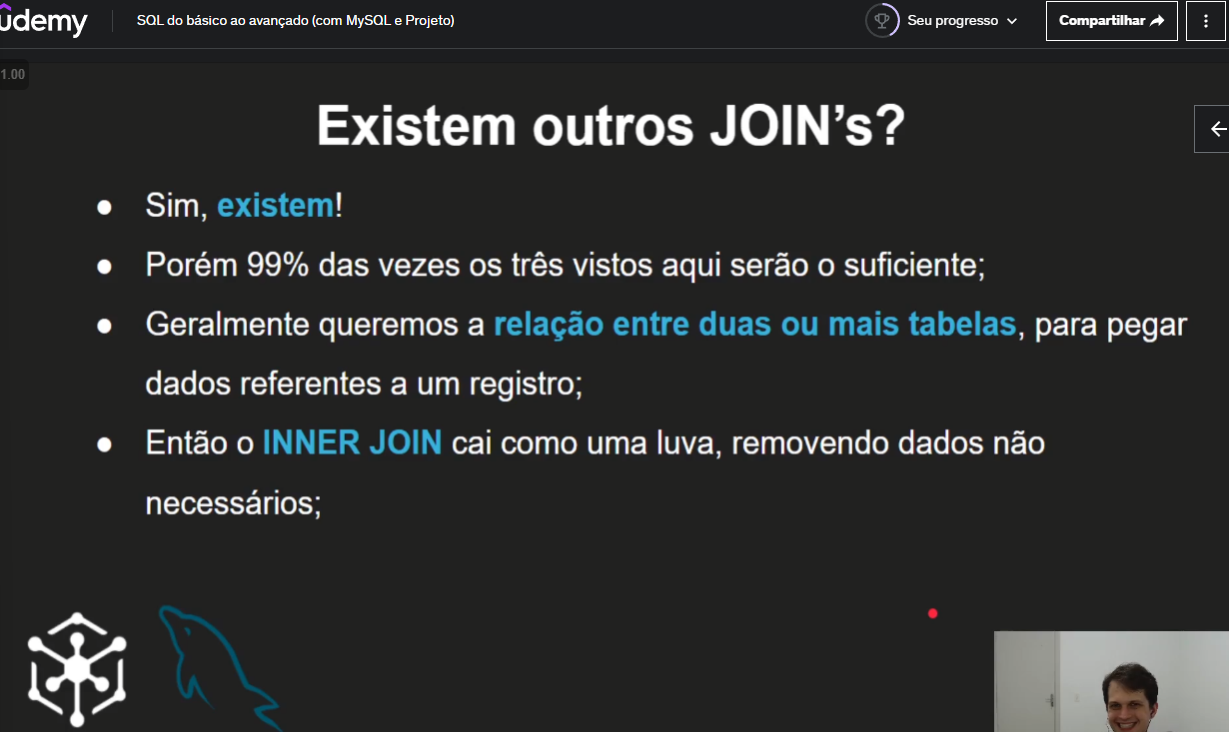 udemy
SQL do básico ao avançado (com MySQL e Projeto)
Seu progresso
Compartilhar
1.00
Existem outros JOIN’s?
● Sim, existem!
● Porém 99% das vezes os três vistos aqui serão o suficiente;
● Geralmente queremos a relação entre duas ou mais tabelas, para pegar
dados referentes a um registro;
● Então o INNER JOIN cai como uma luva, removendo dados não
necessários;